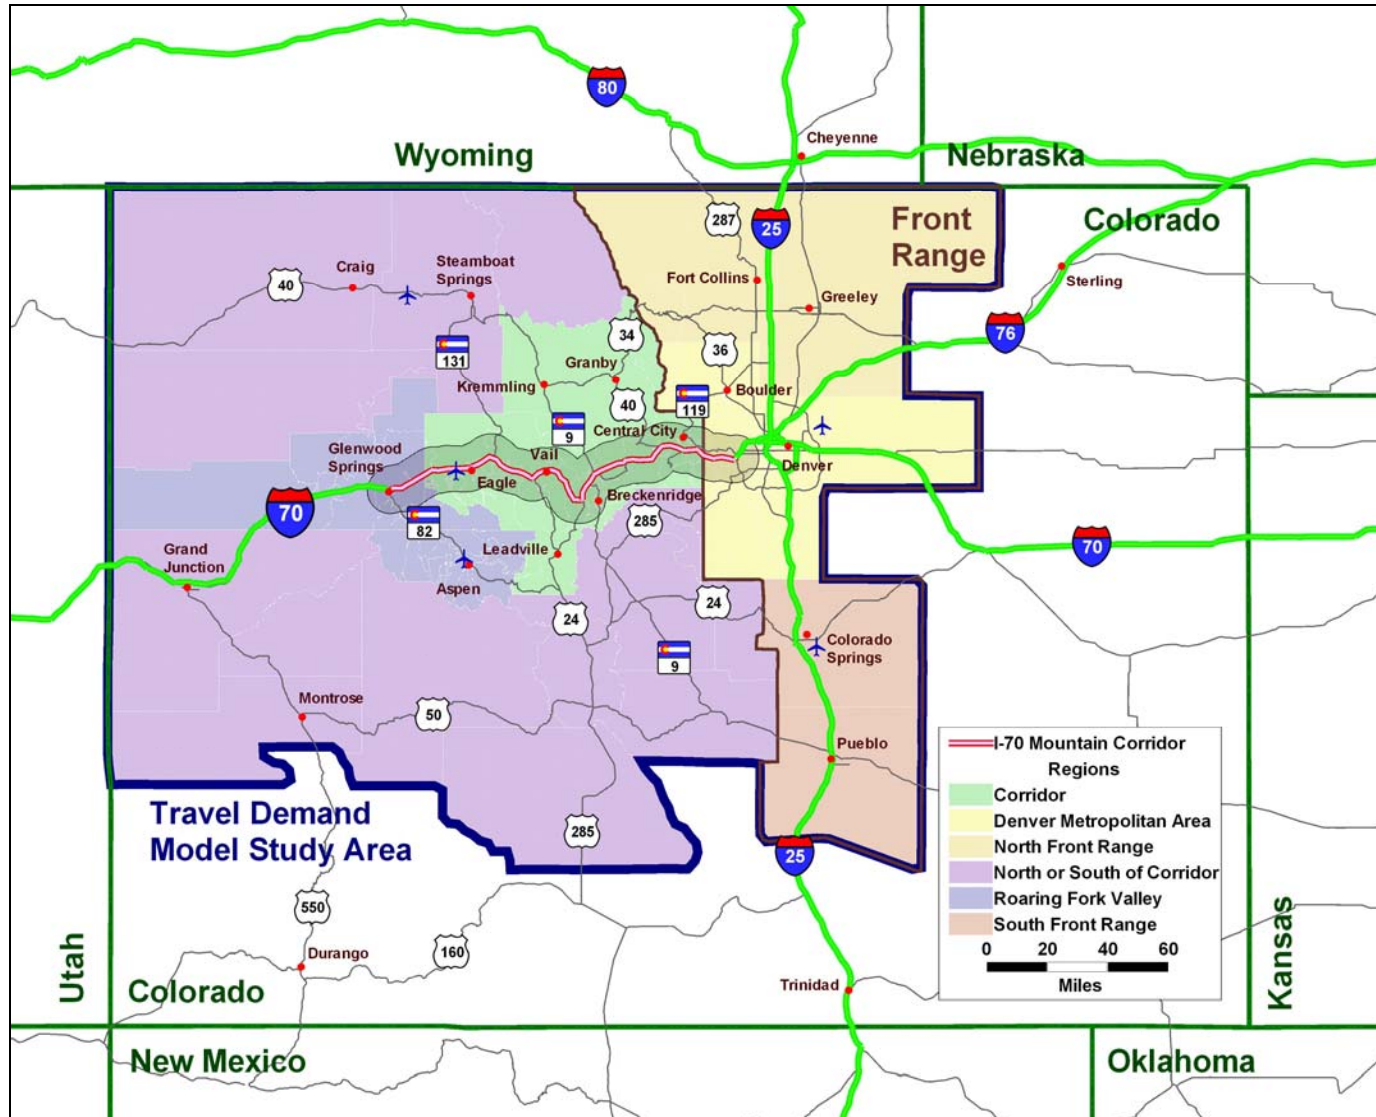 80
Cheyenne
Wyoming
Nebraska
287
25
Front
Range
Colorado
Steamboat
Springs
Craig
40
Fort Collins
Sterling
Greeley
76
34
36
131
Granby
Kremmling
Boulder
40
119
9
Central City
Glenwood
Springs
Vail
Denver
Eagle
Breckenridge
70
82
285
70
Grand
Junction
Leadville
Aspen
24
24
Colorado
Springs
9
Montrose
50
Pueblo
I-70 Mountain Corridor
Regions
Corridor
Denver Metropolitan Area
North Front Range
North or South of Corridor
Roaring Fork Valley
South Front Range
0 20 40 60
Miles
Travel Demand
Model Study Area
285
25
550
Durango
160
Utah
Kansas
Trinidad
Colorado
New Mexico
Oklahoma